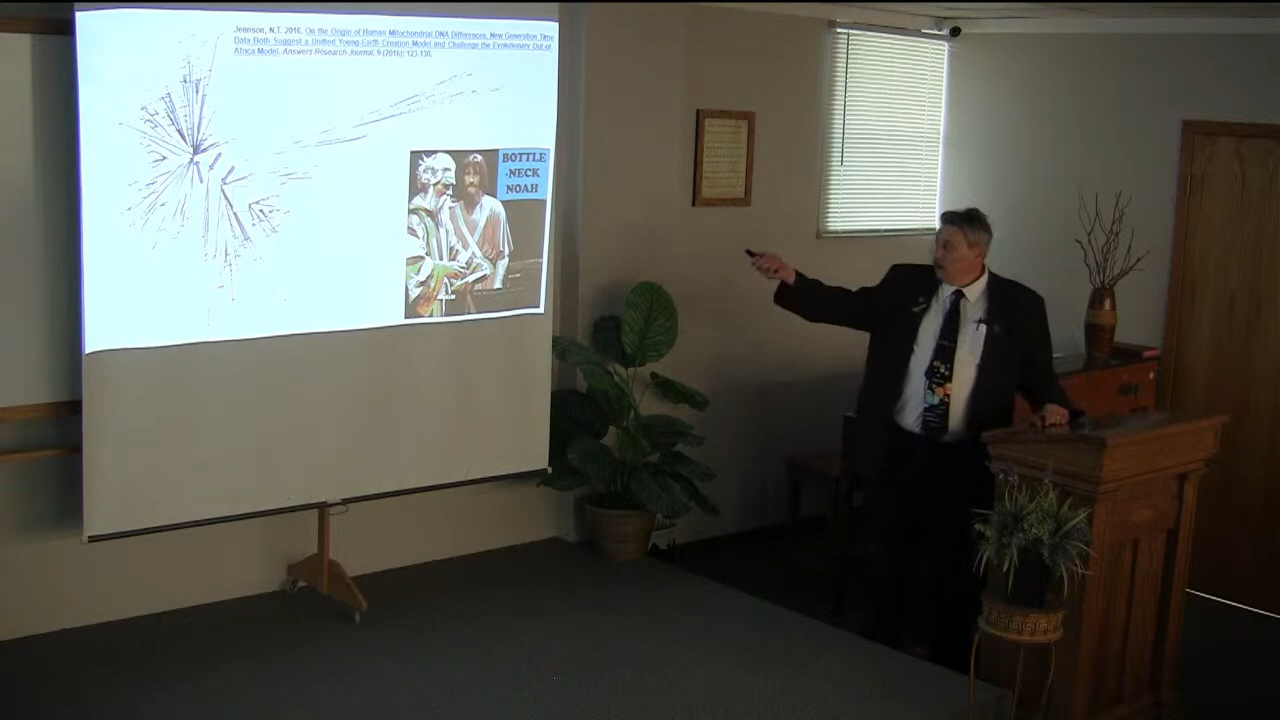 Jeanson, N.T. 2016. On the Origin of Human Mitochondrial DNA Differences, New Generation Time
Data Both Suggest a Unified Young-Earth Creation Model and Challenge the Evolutionary Out-of-
Africa Model. Answers Research Journal. 9 (2016): 123-130.
BOTTLE
-NECK
NOAH